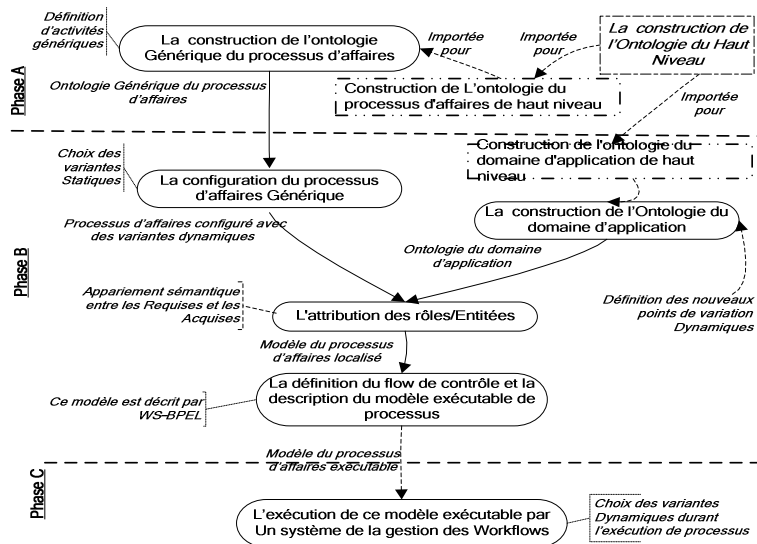 Définition
d'activités
génériques
La construction de l'ontologie
Générique du processus d'affaires
Importée
pour
Importée
pour
La construction de
l'Ontologie du Haut
Niveau
Phase A
Ontologie Générique du processus
d'affaires
Construction de L'ontologie du
processus d'affaires de haut niveau
Importée
pour
Choix des
variantes
Statiques
La configuration du processus
d'affaires Générique
Construction de l'ontologie du
domaine d'application de haut
niveau
Processus d'affaires configuré avec
des variantes dynamiques
La construction de l'Ontologie du
domaine d'application
Phase B
Ontologie du domaine
d'application
Appariement sémantique
entre les Requises et les
Acquises
L'attribution des rôles/Entitées
Définition des nouveaux
points de variation
Dynamiques
Modèle du processus
d'affaires localisé
Ce modèle est décrit par
WS-BPEL
La définition du flow de contrôle et la
description du modèle exécutable de
processus
Modèle du processus
d'affaires exécutable
Phase C
L'exécution de ce modèle exécutable par
Un système de la gestion des Workflows
Choix des variantes
Dynamiques durant
l'exécution de processus